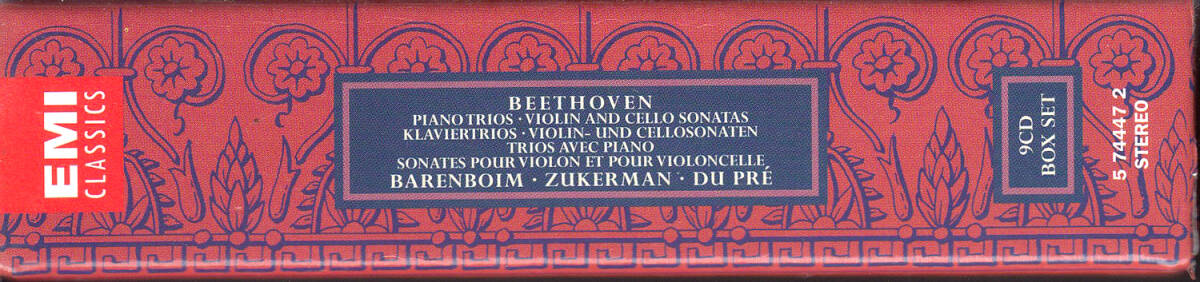 EMI
CLASSICS
BEETHOVEN
PIANO TRIOS · VIOLIN AND CELLO SONATAS
KLAVIERTRIOS · VIOLIN- UND CELLOSONATEN
TRIOS AVEC PIANO
SONATES POUR VIOLON ET POUR VIOLONCELLE
BARENBOIM · ZUKERMAN · DU PRÉ
9CD
BOX SET
5 74447 2
STEREO